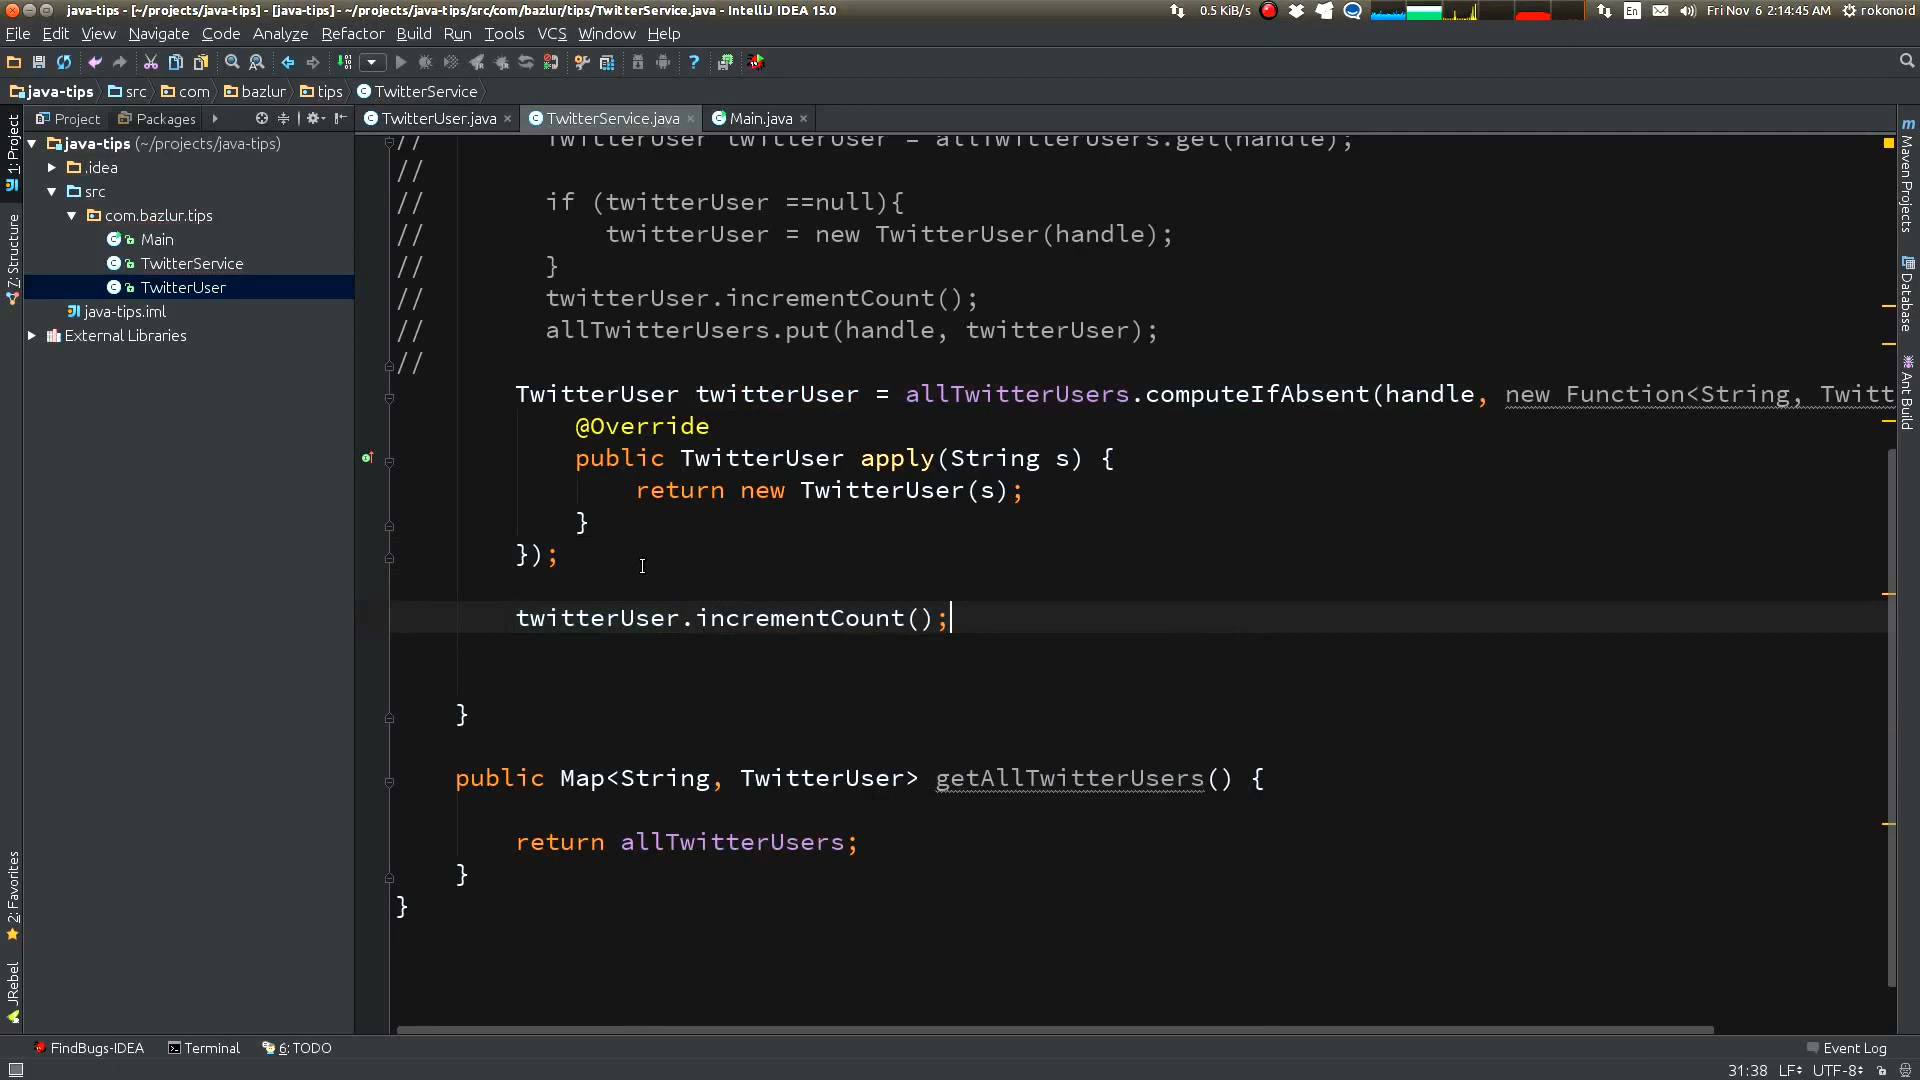 java-tips - [~/projects/java-tips] - [java-tips] - ~/projects/java-tips/src/com/bazlur/tips/TwitterService.java - IntelliJ IDEA 15.0
0.5 KiB/s En Fri Nov 6 2:14:45 AM rokonoid
File Edit View Navigate Code Analyze Refactor Build Run Tools VCS Window Help
java-tips src com bazlur tips TwitterService
Project Packages TwitterUser.java TwitterService.java Main.java
java-tips (~/projects/java-tips)
.idea
src
com.bazlur.tips
Main
TwitterService
TwitterUser
java-tips.iml
External Libraries
1: Project
7: Structure
2: Favorites
JRebel
// TwitterUser twitterUser = allTwitterUsers.get(handle);
//
// if (twitterUser ==null){
// twitterUser = new TwitterUser(handle);
// }
// twitterUser.incrementCount();
// allTwitterUsers.put(handle, twitterUser);
//
TwitterUser twitterUser = allTwitterUsers.computeIfAbsent(handle, new Function<String, Twitt
@Override
public TwitterUser apply(String s) {
return new TwitterUser(s);
}
});
twitterUser.incrementCount();
}
public Map<String, TwitterUser> getAllTwitterUsers() {
return allTwitterUsers;
}
}
Maven Projects
Database
Ant Build
FindBugs-IDEA Terminal 6: TODO Event Log
31:38 LF UTF-8